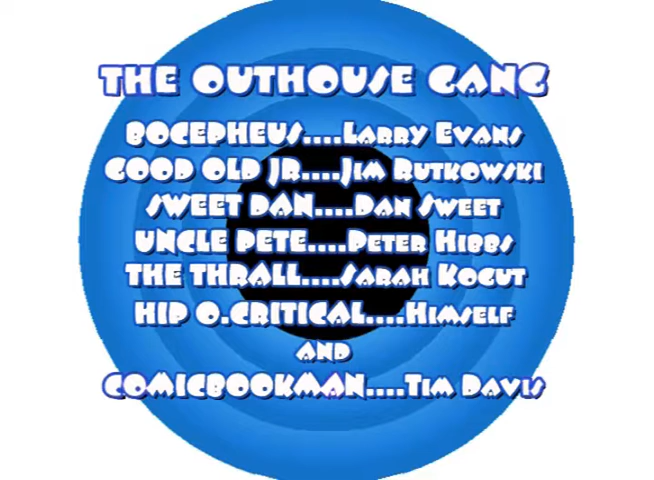 THE OUTHOUSE GANG
BOCEPHEUS....Larry Evans
GOOD OLD JR....Jim Rutkowski
SWEET DAN....Dan Sweet
UNCLE PETE....Peter Hibbs
THE THRALL....Sarah Kogut
HIP O.CRITICAL....Himself
AND
COMICBOOKMAN....Tim Davis